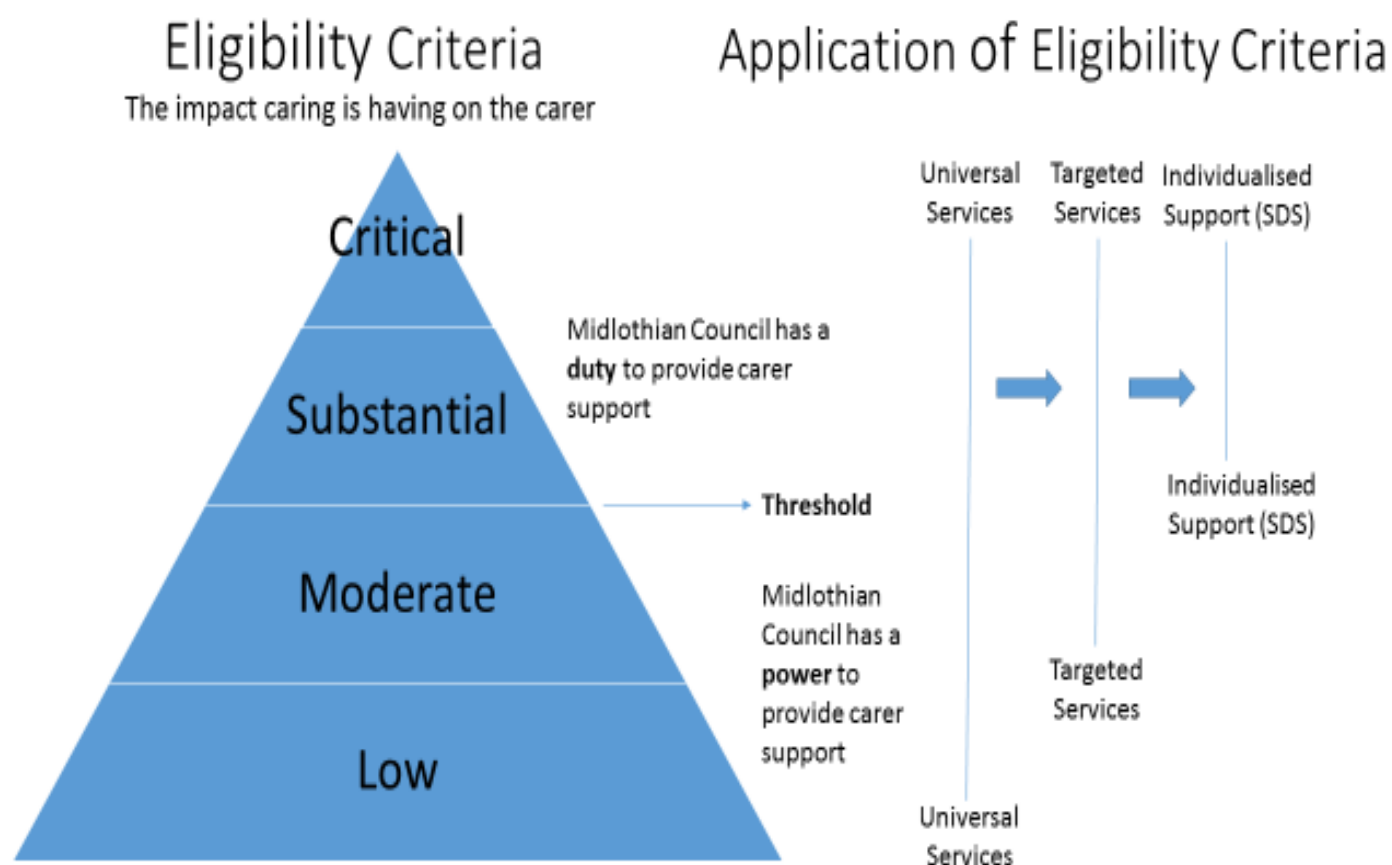 Eligibility Criteria
The impact caring is having on the carer
Critical
Substantial
Moderate
Low
Midlothian Council has a
duty to provide carer
support
Threshold
Midlothian
Council has a
power to
provide carer
support
Application of Eligibility Criteria
Universal
Services
Targeted
Services
Individualised
Support (SDS)
Individualised
Support (SDS)
Targeted
Services
Universal
Services